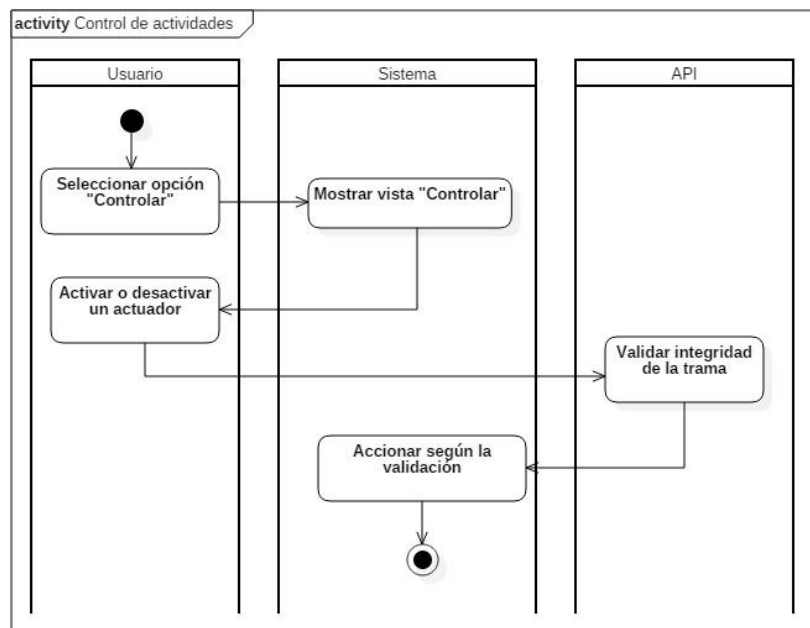 activity Control de actividades
Usuario
Sistema
API
Seleccionar opción
"Controlar"
Mostrar vista "Controlar"
Activar o desactivar
un actuador
Validar integridad
de la trama
Accionar según la
validación